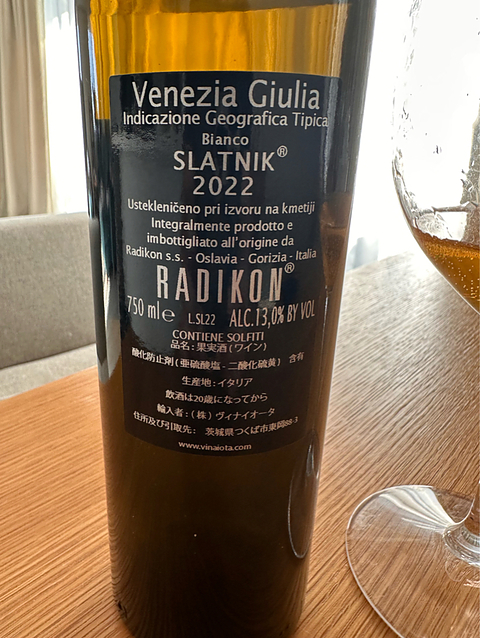 Venezia Giulia
Indicazione Geografica Tipica
Bianco
SLATNIK®
2022
Ustekleničeno pri izvoru na kmetiji
Integralmente prodotto e
imbottigliato all'origine da
Radikon s.s. - Oslavia - Gorizia - Italia
RADIKON®
750 ml e L.SL22 ALC.13,0% BY VOL
CONTIENE SOLFITI
品名:果実酒(ワイン)
酸化防止剤(亜硫酸塩・二酸化硫黄) 含有
生産地:イタリア
飲酒は20歳になってから
輸入者:(株)ヴィナイオータ
住所及び引取先: 茨城県つくば市東岡88-3
www.vinaiota.com